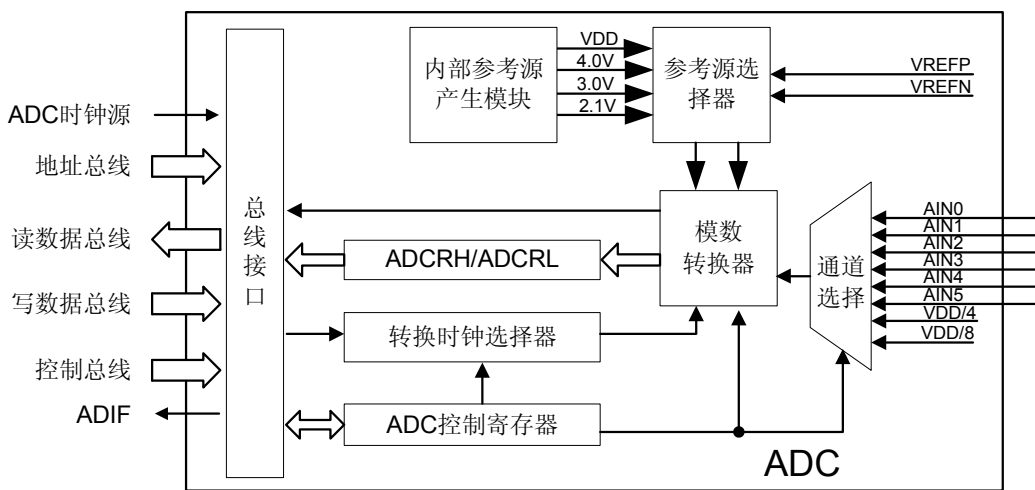 VDD
4.0V
3.0V
2.1V
内部参考源
产生模块
参考源选
择器
VREFP
VREFN
ADC时钟源
地址总线
读数据总线
写数据总线
控制总线
ADIF
总线接口
ADCRH/ADCRL
模数
转换器
通道
选择
AIN0
AIN1
AIN2
AIN3
AIN4
AIN5
VDD/4
VDD/8
转换时钟选择器
ADC控制寄存器
ADC